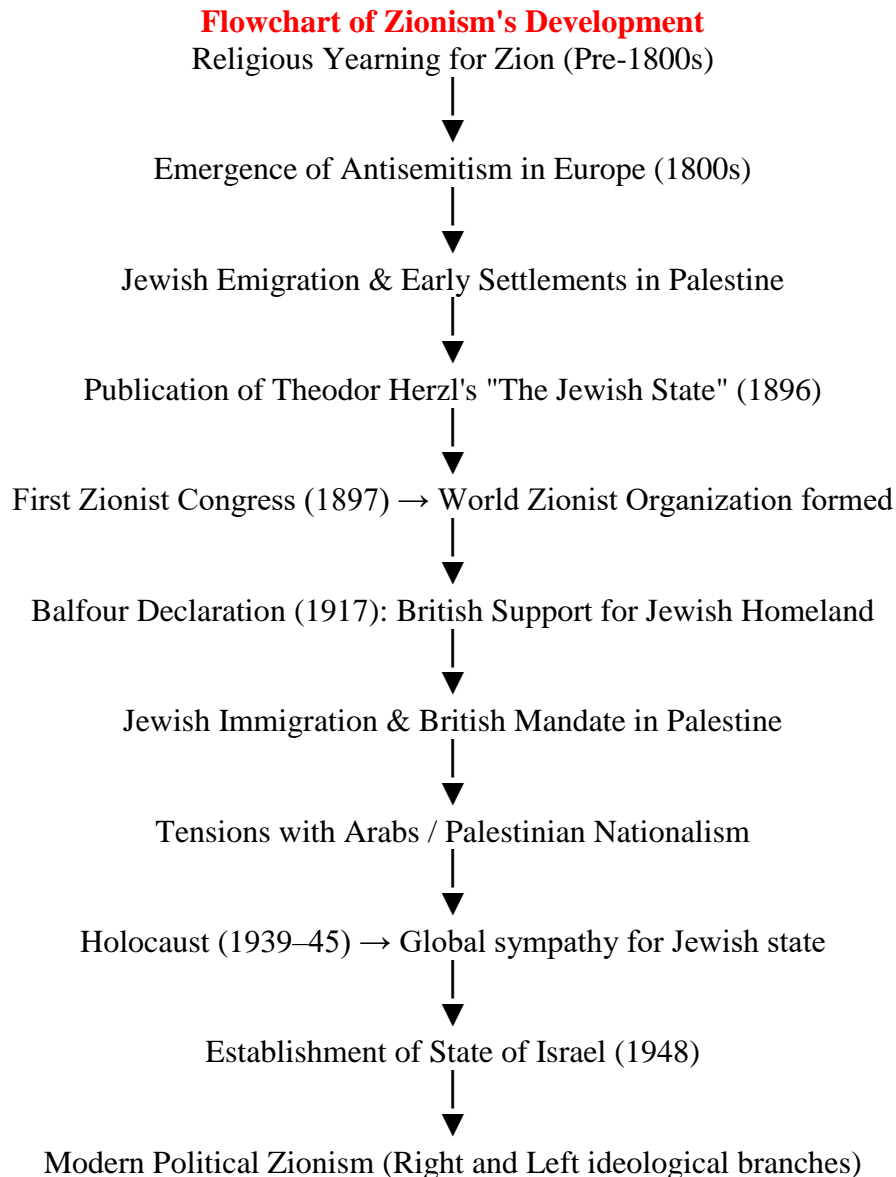 Flowchart of Zionism's Development
Religious Yearning for Zion (Pre-1800s)
Emergence of Antisemitism in Europe (1800s)
Jewish Emigration & Early Settlements in Palestine
Publication of Theodor Herzl's "The Jewish State" (1896)
First Zionist Congress (1897) → World Zionist Organization formed
Balfour Declaration (1917): British Support for Jewish Homeland
Jewish Immigration & British Mandate in Palestine
Tensions with Arabs / Palestinian Nationalism
Holocaust (1939–45) → Global sympathy for Jewish state
Establishment of State of Israel (1948)
Modern Political Zionism (Right and Left ideological branches)